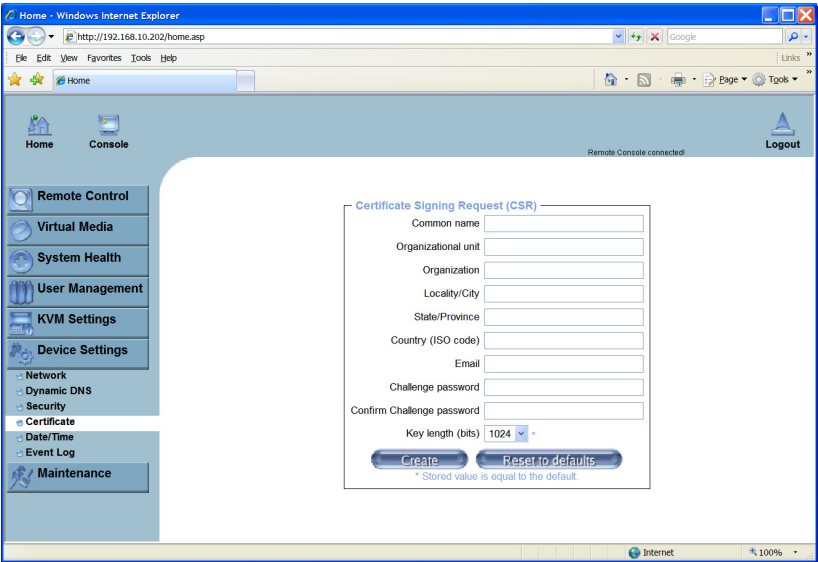 Home - Windows Internet Explorer
http://192.168.10.202/home.asp
Google
File Edit View Favorites Tools Help
Links »
Home
Page Tools »
Home
Console
Remote Console connected!
Logout
Remote Control
Virtual Media
System Health
User Management
KVM Settings
Device Settings
Network
Dynamic DNS
Security
Certificate
Date/Time
Event Log
Maintenance
Certificate Signing Request (CSR)
Common name
Organizational unit
Organization
Locality/City
State/Province
Country (ISO code)
Email
Challenge password
Confirm Challenge password
Key length (bits) 1024 *
Create Reset to defaults
* Stored value is equal to the default.
Internet
100%